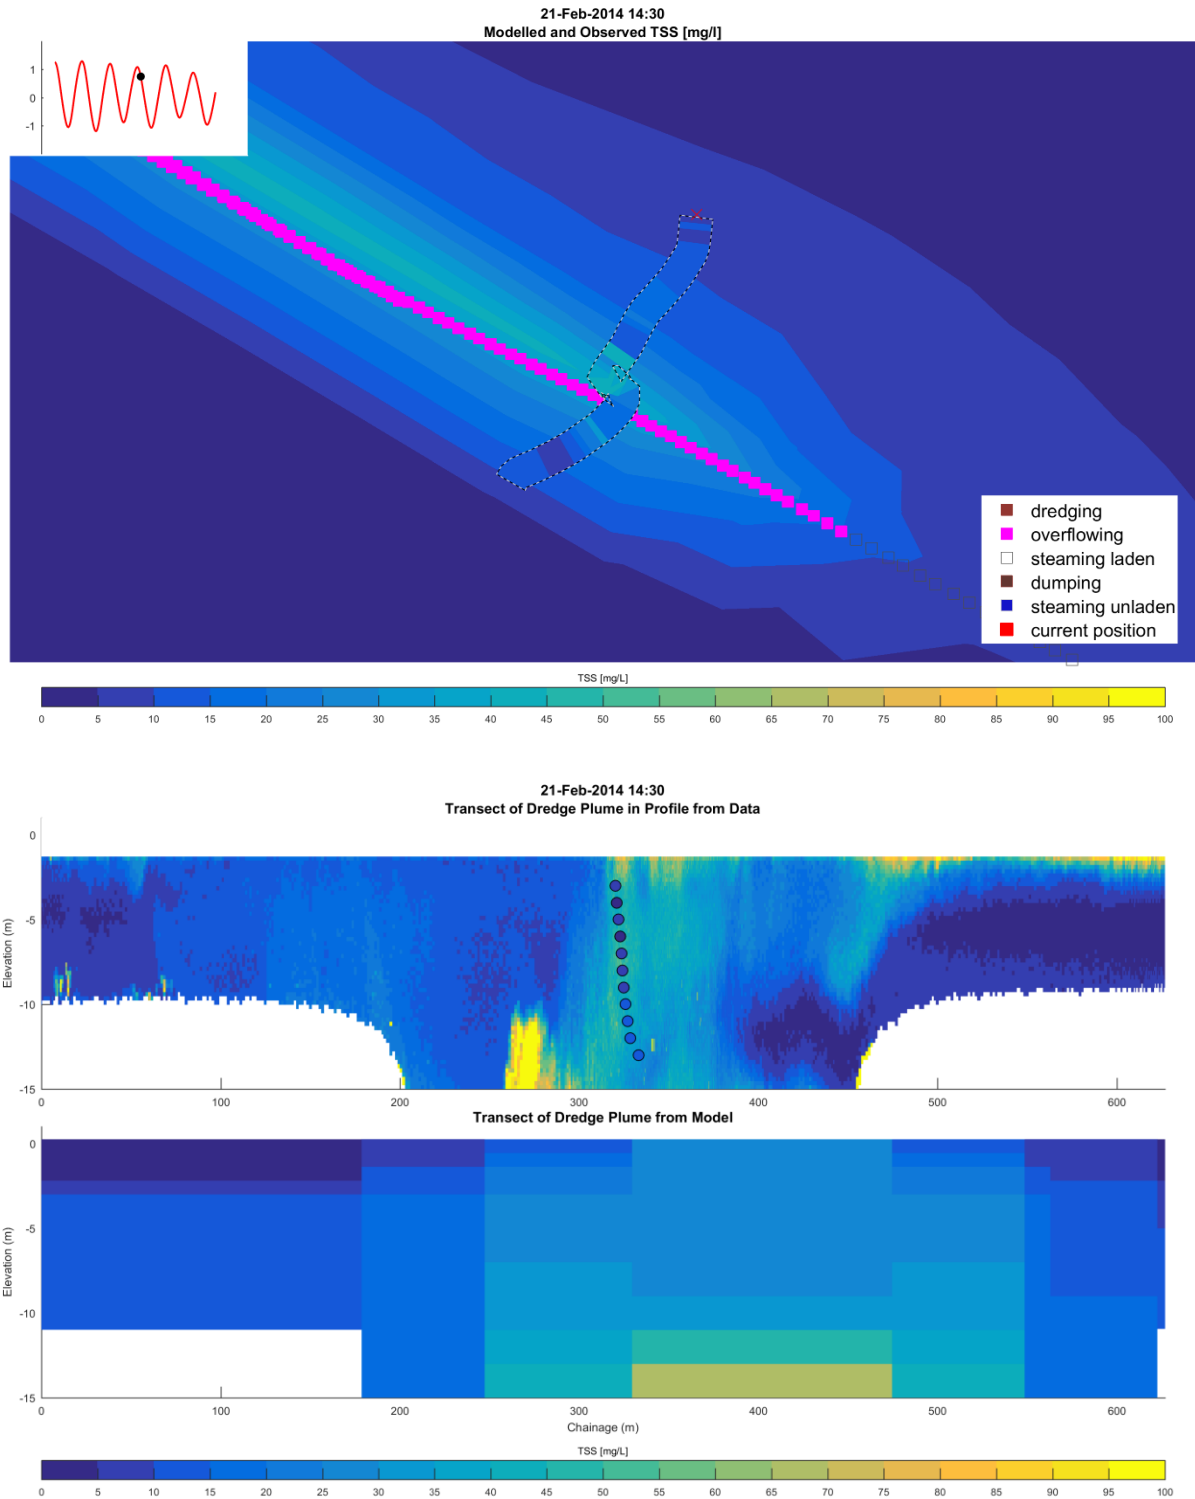 21-Feb-2014 14:30
Modelled and Observed TSS [mg/l]
1
0
-1
dredging
overflowing
steaming laden
dumping
steaming unladen
current position
TSS [mg/L]
0 5 10 15 20 25 30 35 40 45 50 55 60 65 70 75 80 85 90 95 100
21-Feb-2014 14:30
Transect of Dredge Plume in Profile from Data
0
-5
-10
-15
Elevation (m)
0 100 200 300 400 500 600
Transect of Dredge Plume from Model
0
-5
-10
-15
Elevation (m)
0 100 200 300 400 500 600
Chainage (m)
TSS [mg/L]
0 5 10 15 20 25 30 35 40 45 50 55 60 65 70 75 80 85 90 95 100